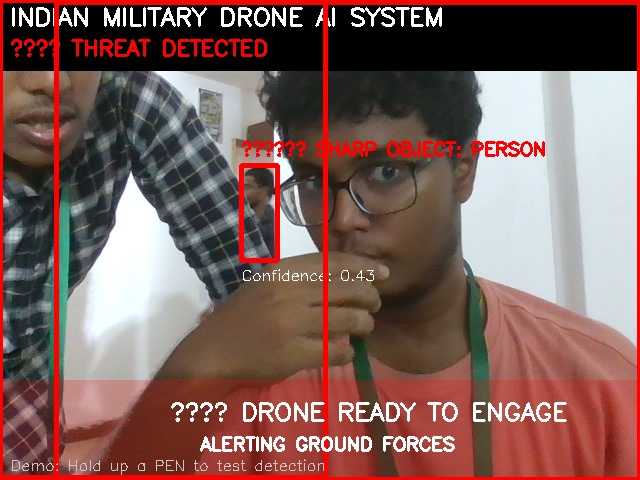 INDIAN MILITARY DRONE AI SYSTEM
???? THREAT DETECTED
?????? SHARP OBJECT: PERSON
Confidence: 0.43
???? DRONE READY TO ENGAGE
ALERTING GROUND FORCES
Demo: Hold up a PEN to test detection